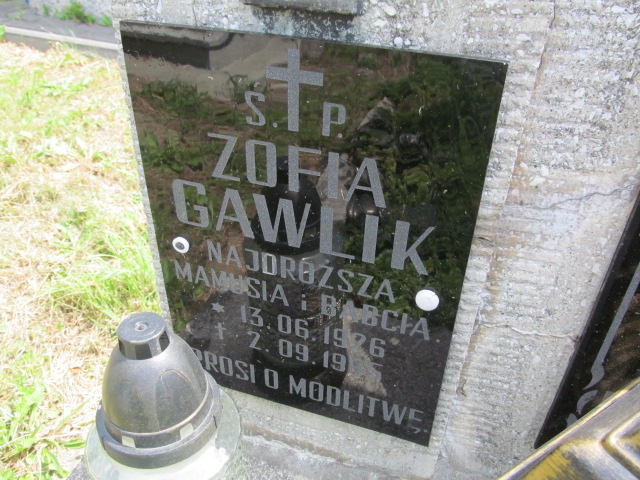 Ś. P.
ZOFIA
GAWLIK
NAJDROŻSZA
MAMUSIA i BABCIA
* 13.06.1926
† 2.09.
PROSI O MODLITWĘ